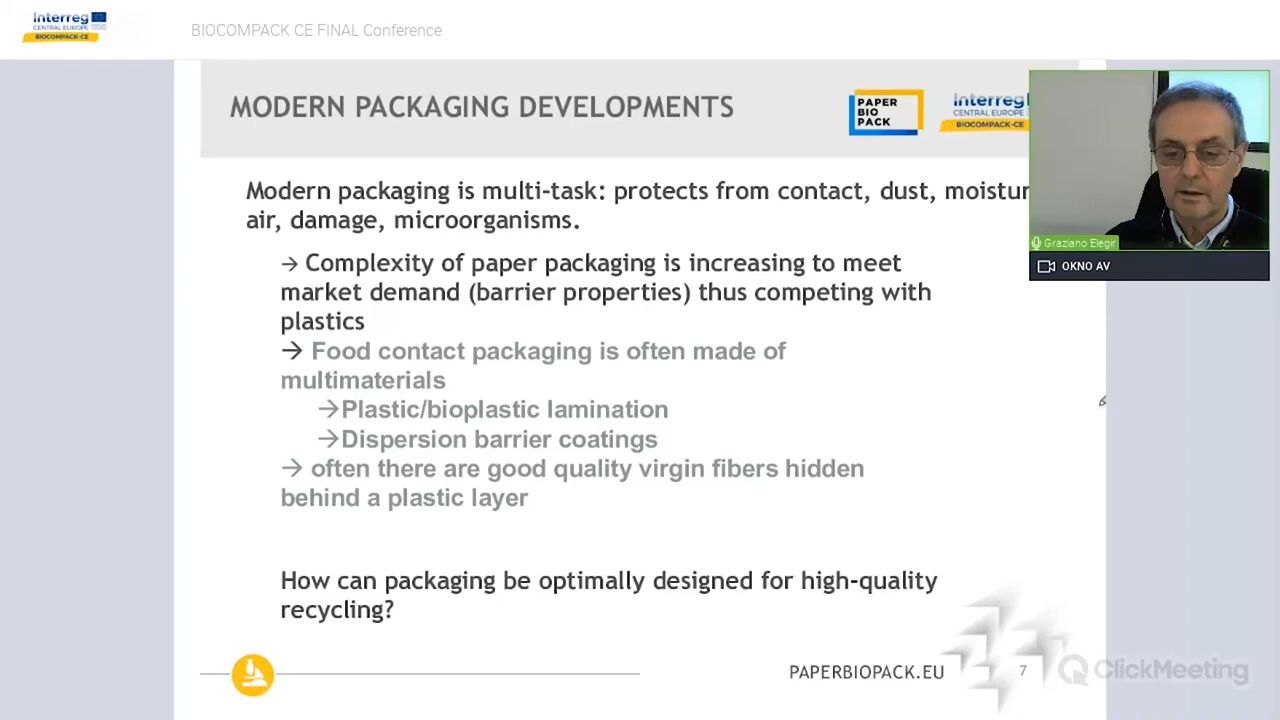 Interreg
CENTRAL EUROPE
BIOCOMPACK-CE
BIOCOMPACK CE FINAL Conference
MODERN PACKAGING DEVELOPMENTS
PAPER
BIO
PACK
Interreg
CENTRAL EUROPE
BIOCOMPACK-CE
Modern packaging is multi-task: protects from contact, dust, moistur
air, damage, microorganisms.
→ Complexity of paper packaging is increasing to meet
market demand (barrier properties) thus competing with
plastics
→ Food contact packaging is often made of
multimaterials
→Plastic/bioplastic lamination
→Dispersion barrier coatings
→ often there are good quality virgin fibers hidden
behind a plastic layer
How can packaging be optimally designed for high-quality
recycling?
PAPERBIOPACK.EU
7
Graziano Elegir
OKNO AV
ClickMeeting